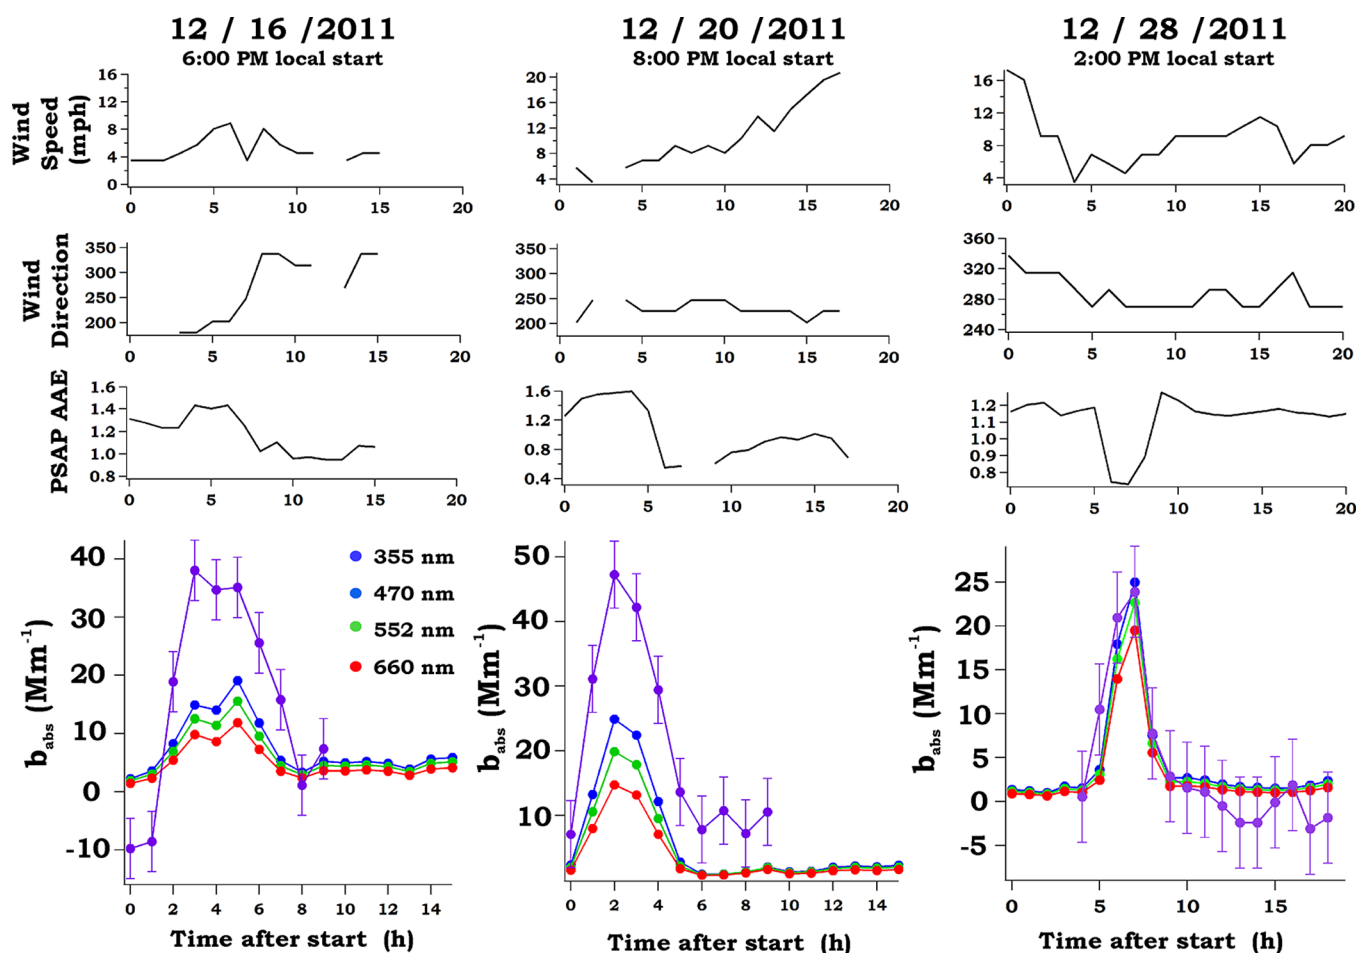 12 / 16 /2011
6:00 PM local start
12 / 20 /2011
8:00 PM local start
12 / 28 /2011
2:00 PM local start
Wind Speed (mph)
16
12
8
4
0
0 5 10 15 20
20
16
12
8
4
0 5 10 15 20
16
12
8
4
0 5 10 15 20
Wind Direction
350
300
250
200
0 5 10 15 20
350
300
250
200
0 5 10 15 20
360
320
280
240
0 5 10 15 20
PSAP AAE
1.6
1.4
1.2
1.0
0.8
0 5 10 15 20
1.6
1.2
0.8
0.4
0 5 10 15 20
1.2
1.1
1.0
0.9
0.8
0 5 10 15 20
b abs (Mm-1)
40
30
20
10
0
-10
355 nm
470 nm
552 nm
660 nm
0 2 4 6 8 10 12 14
Time after start (h)
b abs (Mm-1)
50
40
30
20
10
0 2 4 6 8 10 12 14
Time after start (h)
b abs (Mm-1)
25
20
15
10
5
0
-5
0 5 10 15
Time after start (h)